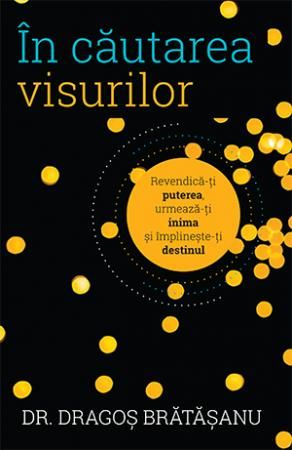 În căutarea
visurilor
Revendică-ți
puterea,
urmează-ți
inima
și împlinește-ți
destinul
DR. DRAGOȘ BRĂTĂȘANU